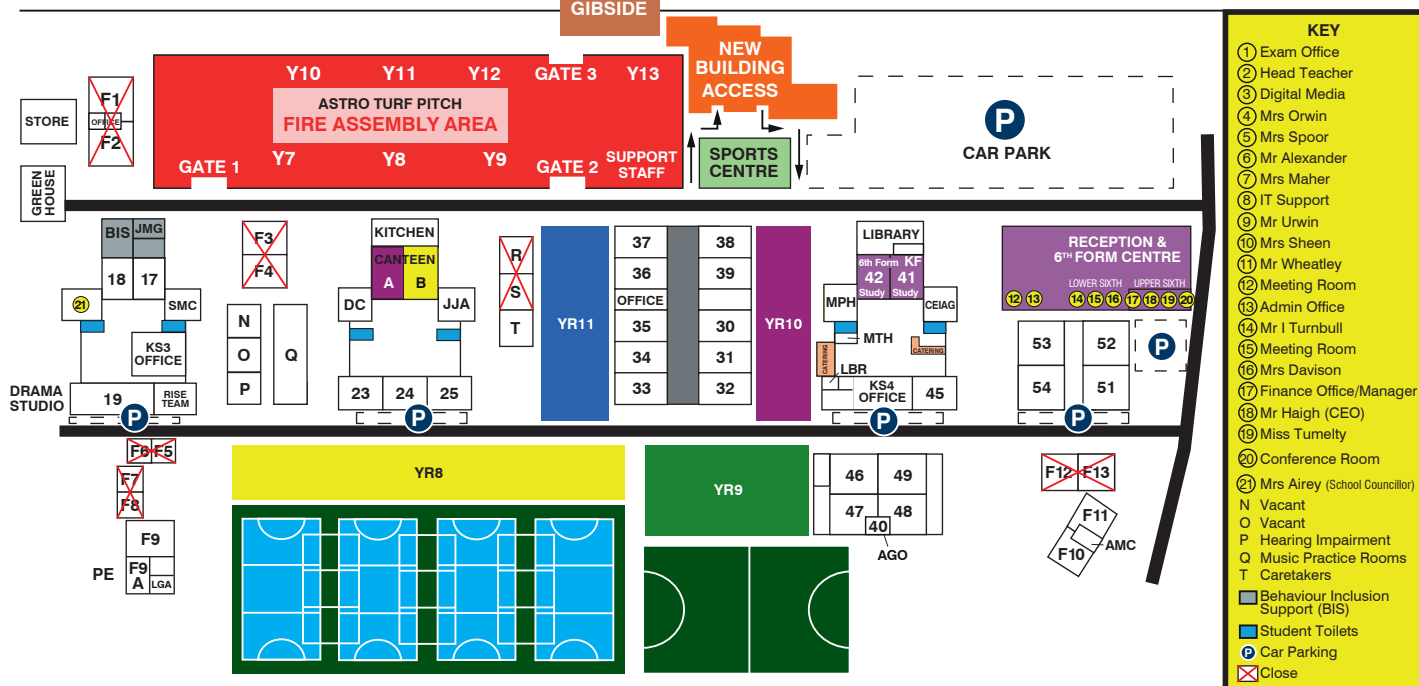 GIBSIDE
NEW
BUILDING
ACCESS
Y10 Y11 Y12 GATE 3 Y13
ASTRO TURF PITCH
FIRE ASSEMBLY AREA
Y7 Y8 Y9
GATE 1 GATE 2 SUPPORT
STAFF
SPORTS
CENTRE
P
CAR PARK
STORE
F1
OFFICE
F2
GREEN
HOUSE
BIS JMG
18 17
21
SMC
KS3
OFFICE
DRAMA
STUDIO
19
RISE
TEAM
P
F3
F4
N
O
P
Q
KITCHEN
CANTEEN
A B
DC JJA
23 24 25
P
R
S
T
YR11
37 38
36 39
OFFICE
35 30
34 31
33 32
YR10
LIBRARY
6th Form KF
42 41
Study Study
MPH CEIAG
MTH
CATERING CATERING
LBR
KS4
OFFICE
45
P
RECEPTION &
6TH FORM CENTRE
LOWER SIXTH UPPER SIXTH
12 13 14 15 16 17 18 19 20
53 52
54 51
P
P
F6 F5
F7
F8
F9
PE
F9
A
LGA
YR8
YR9
46 49
47 48
40
AGO
F12 F13
F11
F10
AMC
KEY
1 Exam Office
2 Head Teacher
3 Digital Media
4 Mrs Orwin
5 Mrs Spoor
6 Mr Alexander
7 Mrs Maher
8 IT Support
9 Mr Urwin
10 Mrs Sheen
11 Mr Wheatley
12 Meeting Room
13 Admin Office
14 Mr I Turnbull
15 Meeting Room
16 Mrs Davison
17 Finance Office/Manager
18 Mr Haigh (CEO)
19 Miss Tumelty
20 Conference Room
21 Mrs Airey (School Councillor)
N Vacant
O Vacant
P Hearing Impairment
Q Music Practice Rooms
T Caretakers
Behaviour Inclusion
Support (BIS)
Student Toilets
P Car Parking
Close